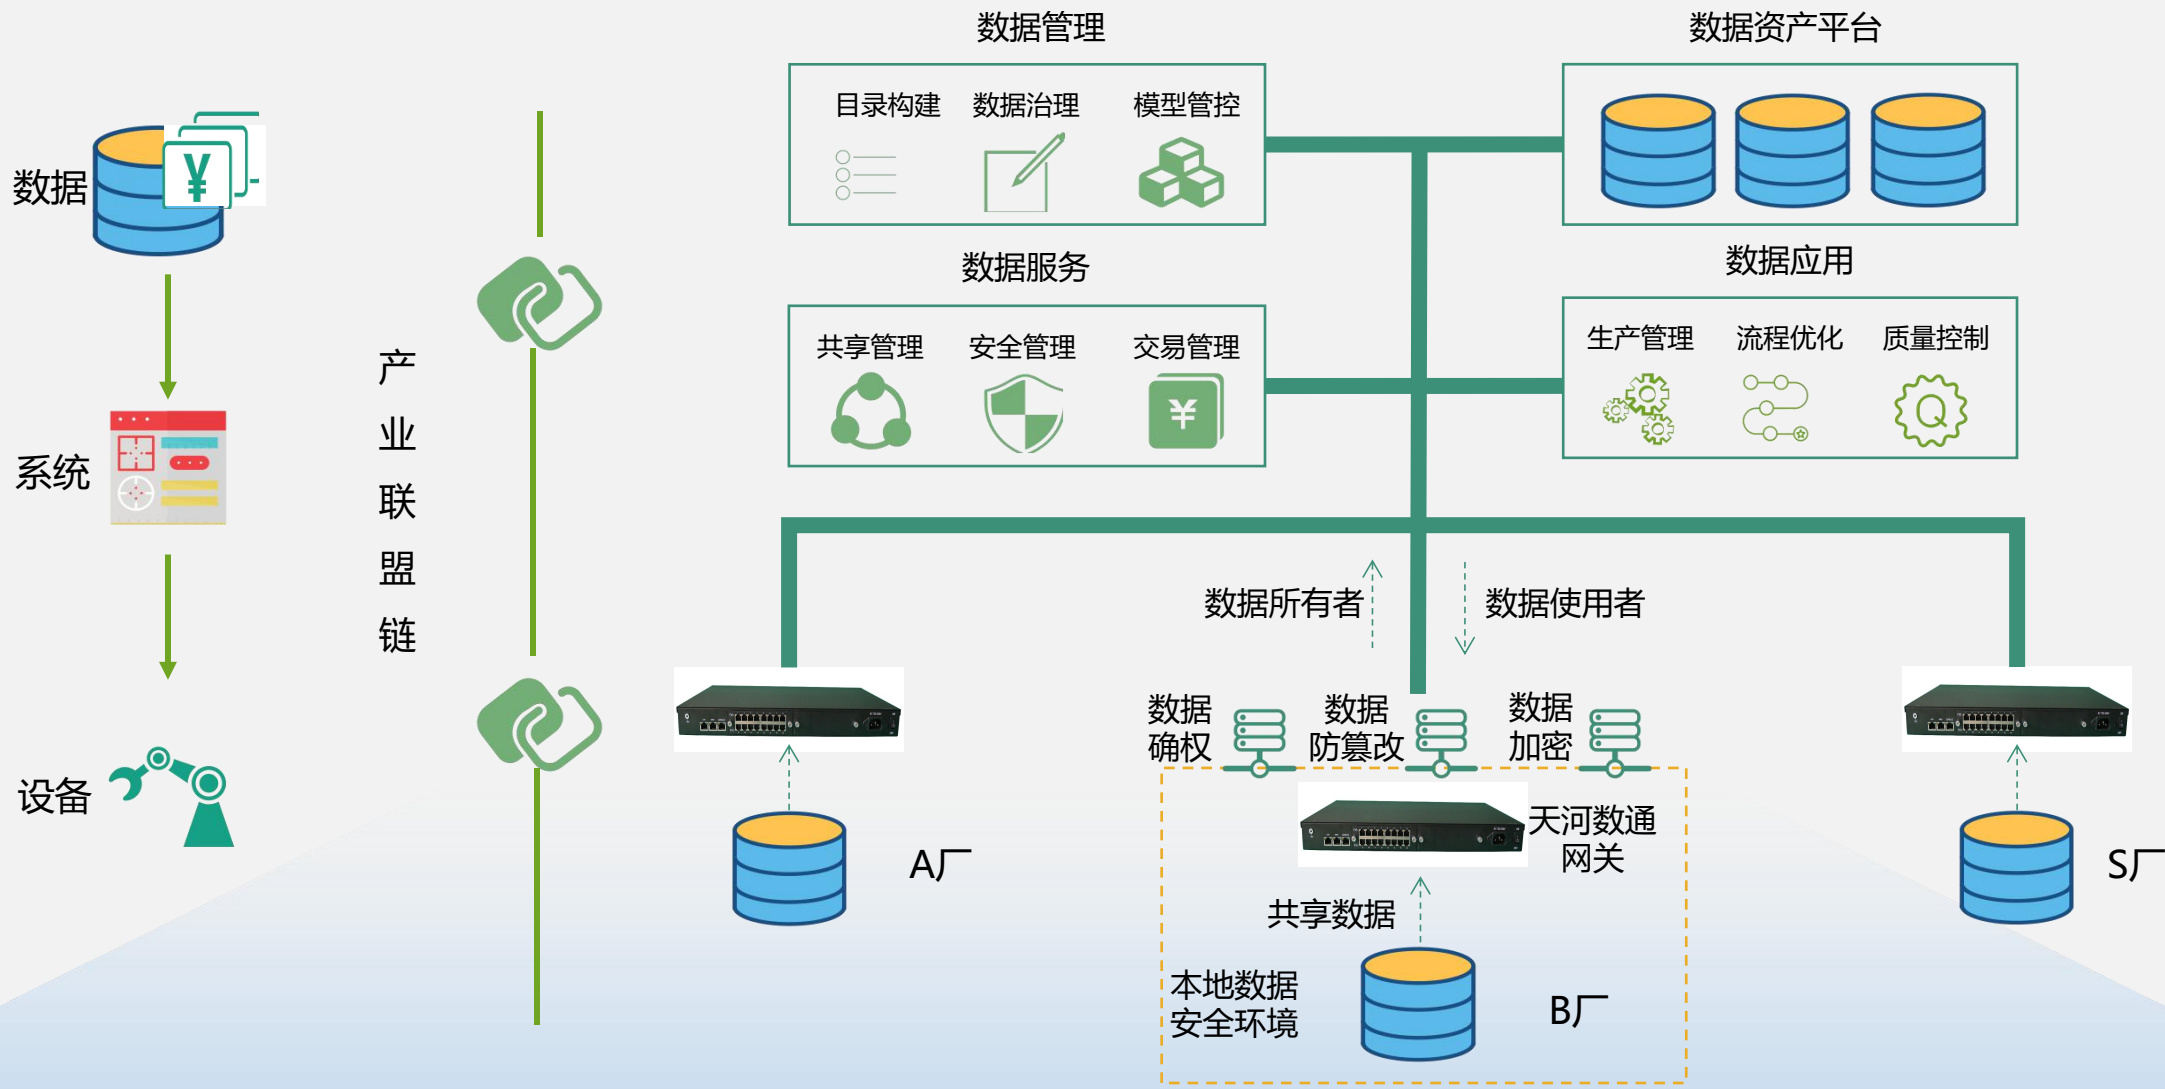 数据
系统
设备
产
业
联
盟
链
数据管理
目录构建
数据治理
模型管控
数据资产平台
数据服务
共享管理
安全管理
交易管理
¥
数据应用
生产管理
流程优化
质量控制
Q
数据所有者
数据使用者
数据
确权
数据
防篡改
数据
加密
天河数通
网关
共享数据
本地数据
安全环境
A厂
B厂
S厂
¥